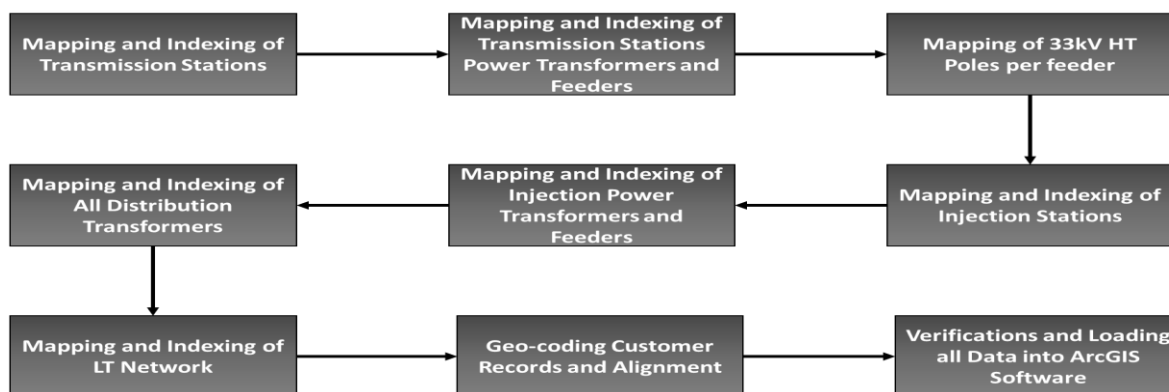 Mapping and Indexing of
Transmission Stations
Mapping and Indexing of
Transmission Stations
Power Transformers and
Feeders
Mapping of 33kV HT
Poles per feeder
Mapping and Indexing of
Injection Stations
Mapping and Indexing of
Injection Power
Transformers and
Feeders
Mapping and Indexing of
All Distribution
Transformers
Mapping and Indexing of
LT Network
Geo-coding Customer
Records and Alignment
Verifications and Loading
all Data into ArcGIS
Software